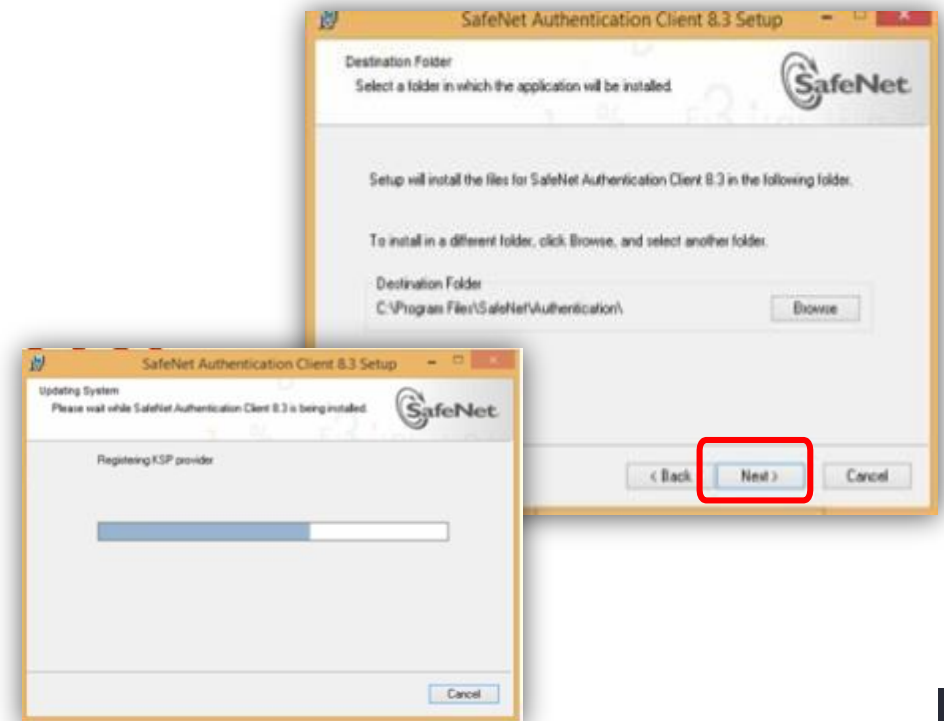 SafeNet Authentication Client 8.3 Setup
Destination Folder
Select a folder in which the application will be installed.
SafeNet.
Setup will install the files for SafeNet Authentication Client 8.3 in the following folder.
To install in a different folder, click Browse, and select another folder.
Destination Folder
C:\Program Files\SafeNet\Authentication\
Browse
< Back
Next >
Cancel
SafeNet Authentication Client 8.3 Setup
Updating System
Please wait while SafeNet Authentication Client 8.3 is being installed.
SafeNet.
Registering KSP provider
Cancel